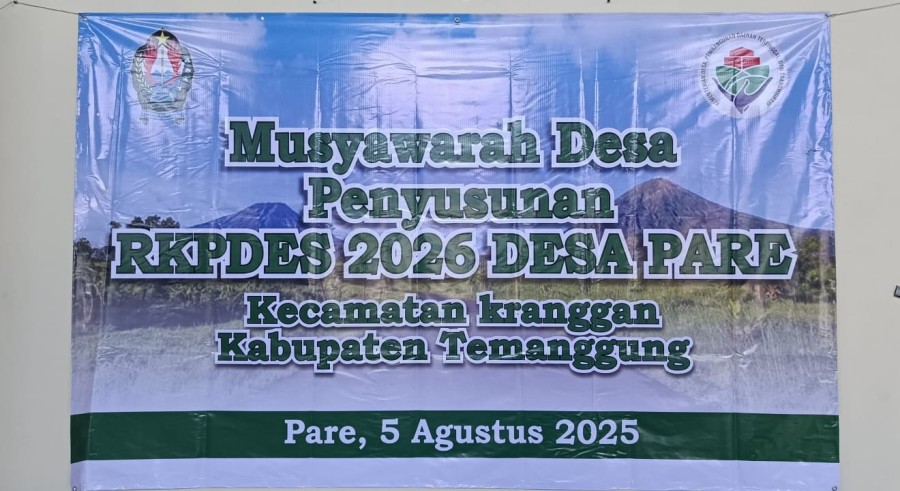 Musyawarah Desa
Penyusunan
RKPDES 2026 DESA PARE
Kecamatan kranggan
Kabupaten Temanggung
Pare, 5 Agustus 2025